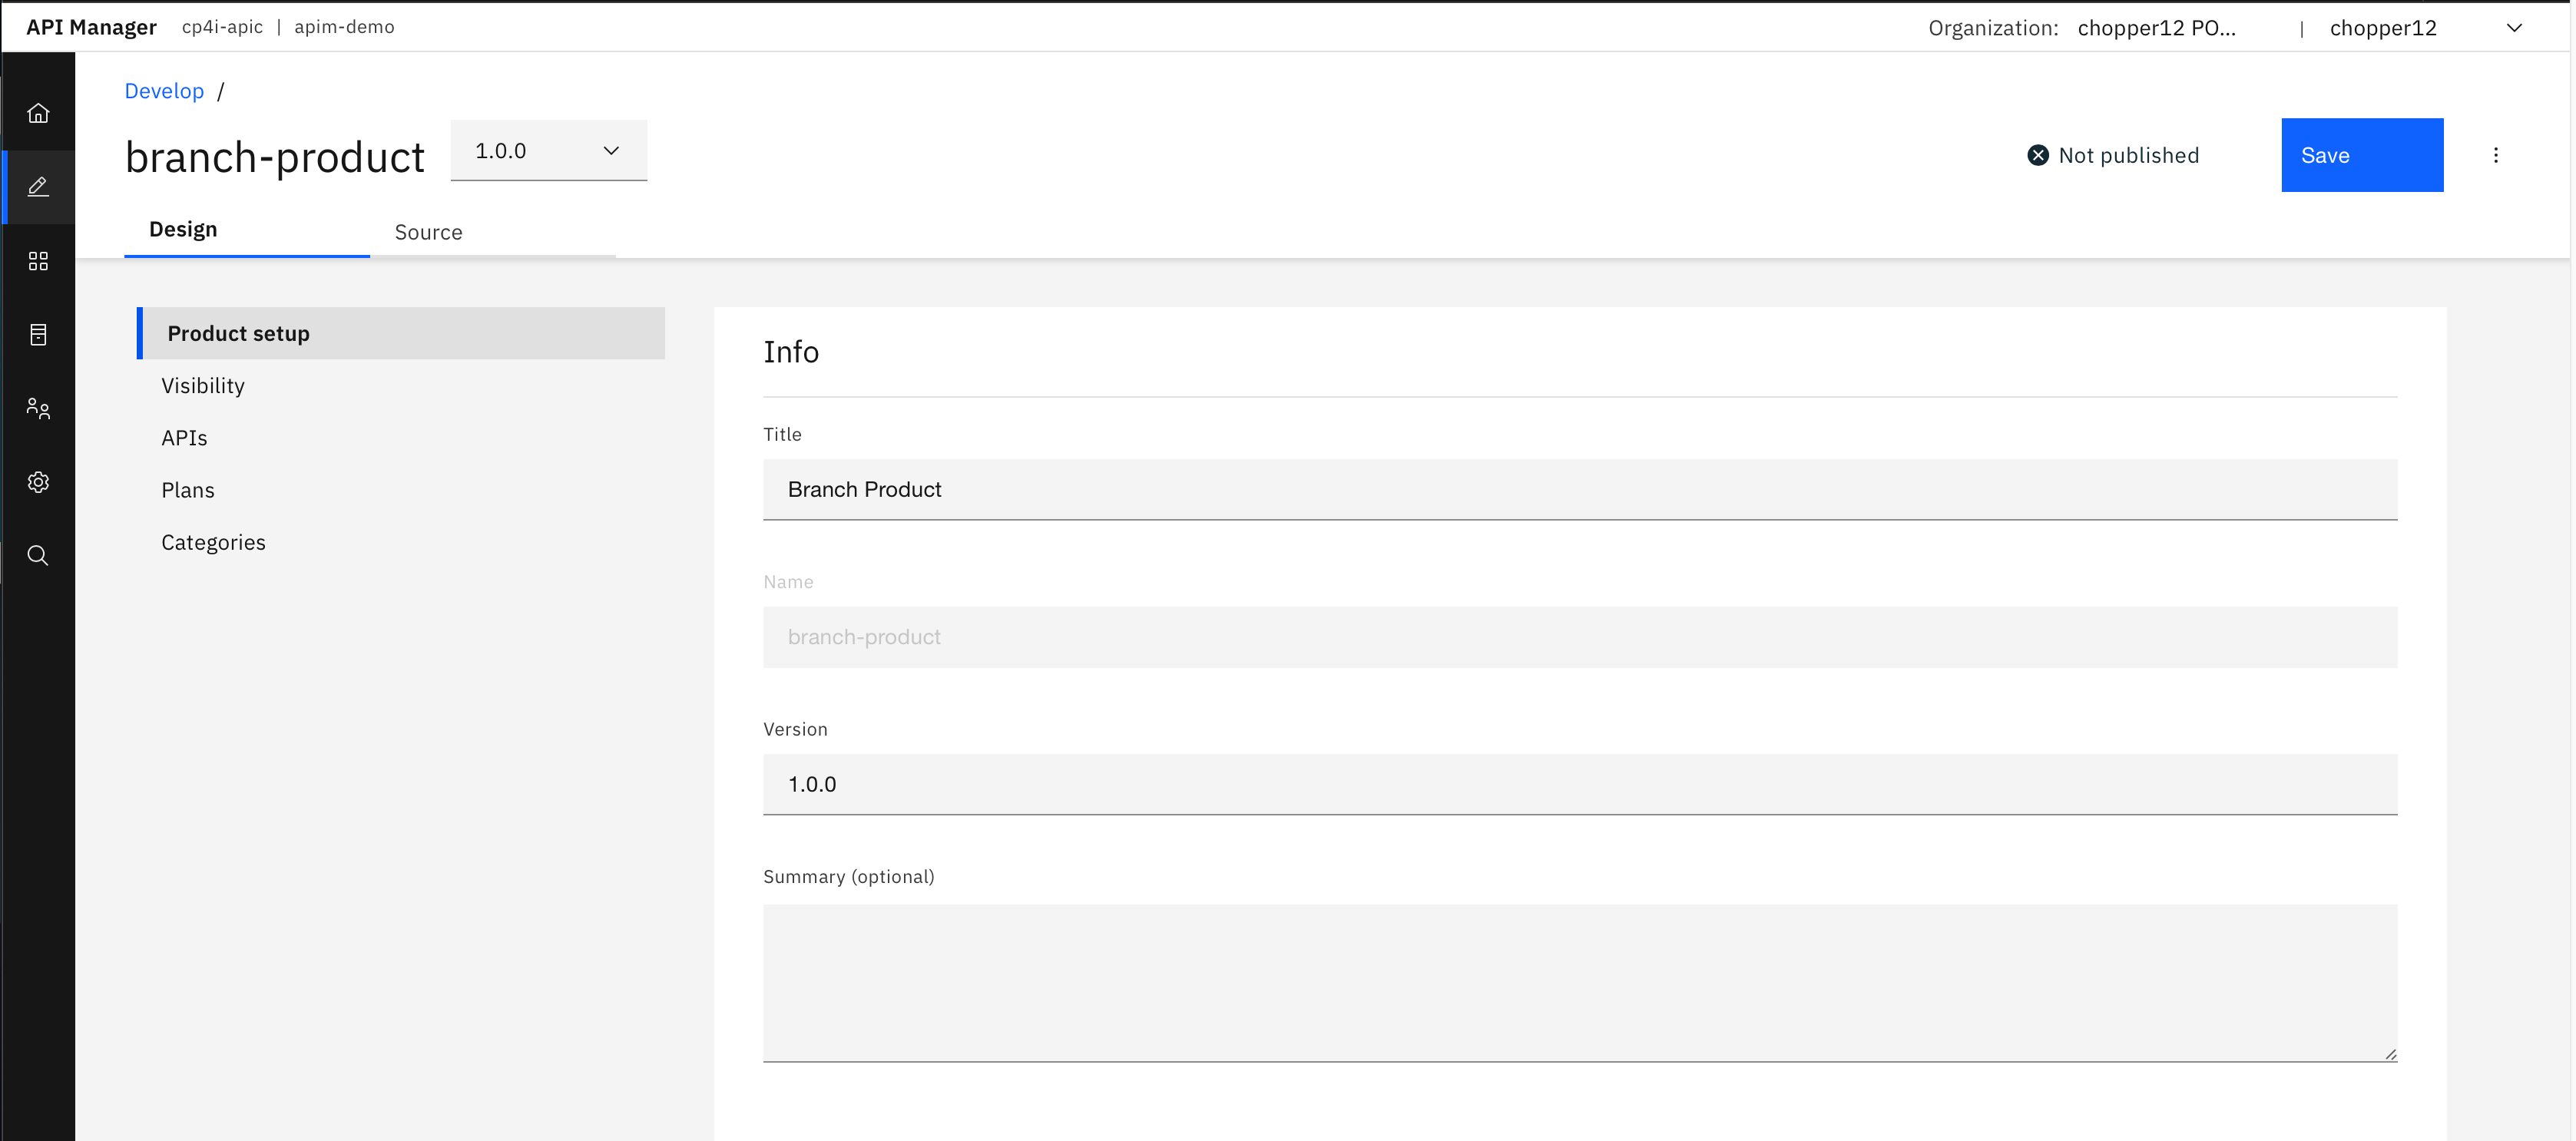 API Manager cp4i-apic | apim-demo Organization: chopper12 PO... | chopper12
Develop /
branch-product 1.0.0 Not published Save
Design Source
Product setup
Visibility
APIs
Plans
Categories
Info
Title
Branch Product
Name
branch-product
Version
1.0.0
Summary (optional)